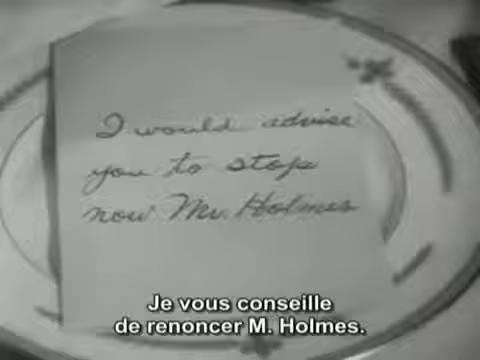 I would advise
you to stop
now Mr. Holmes
Je vous conseille
de renoncer M. Holmes.